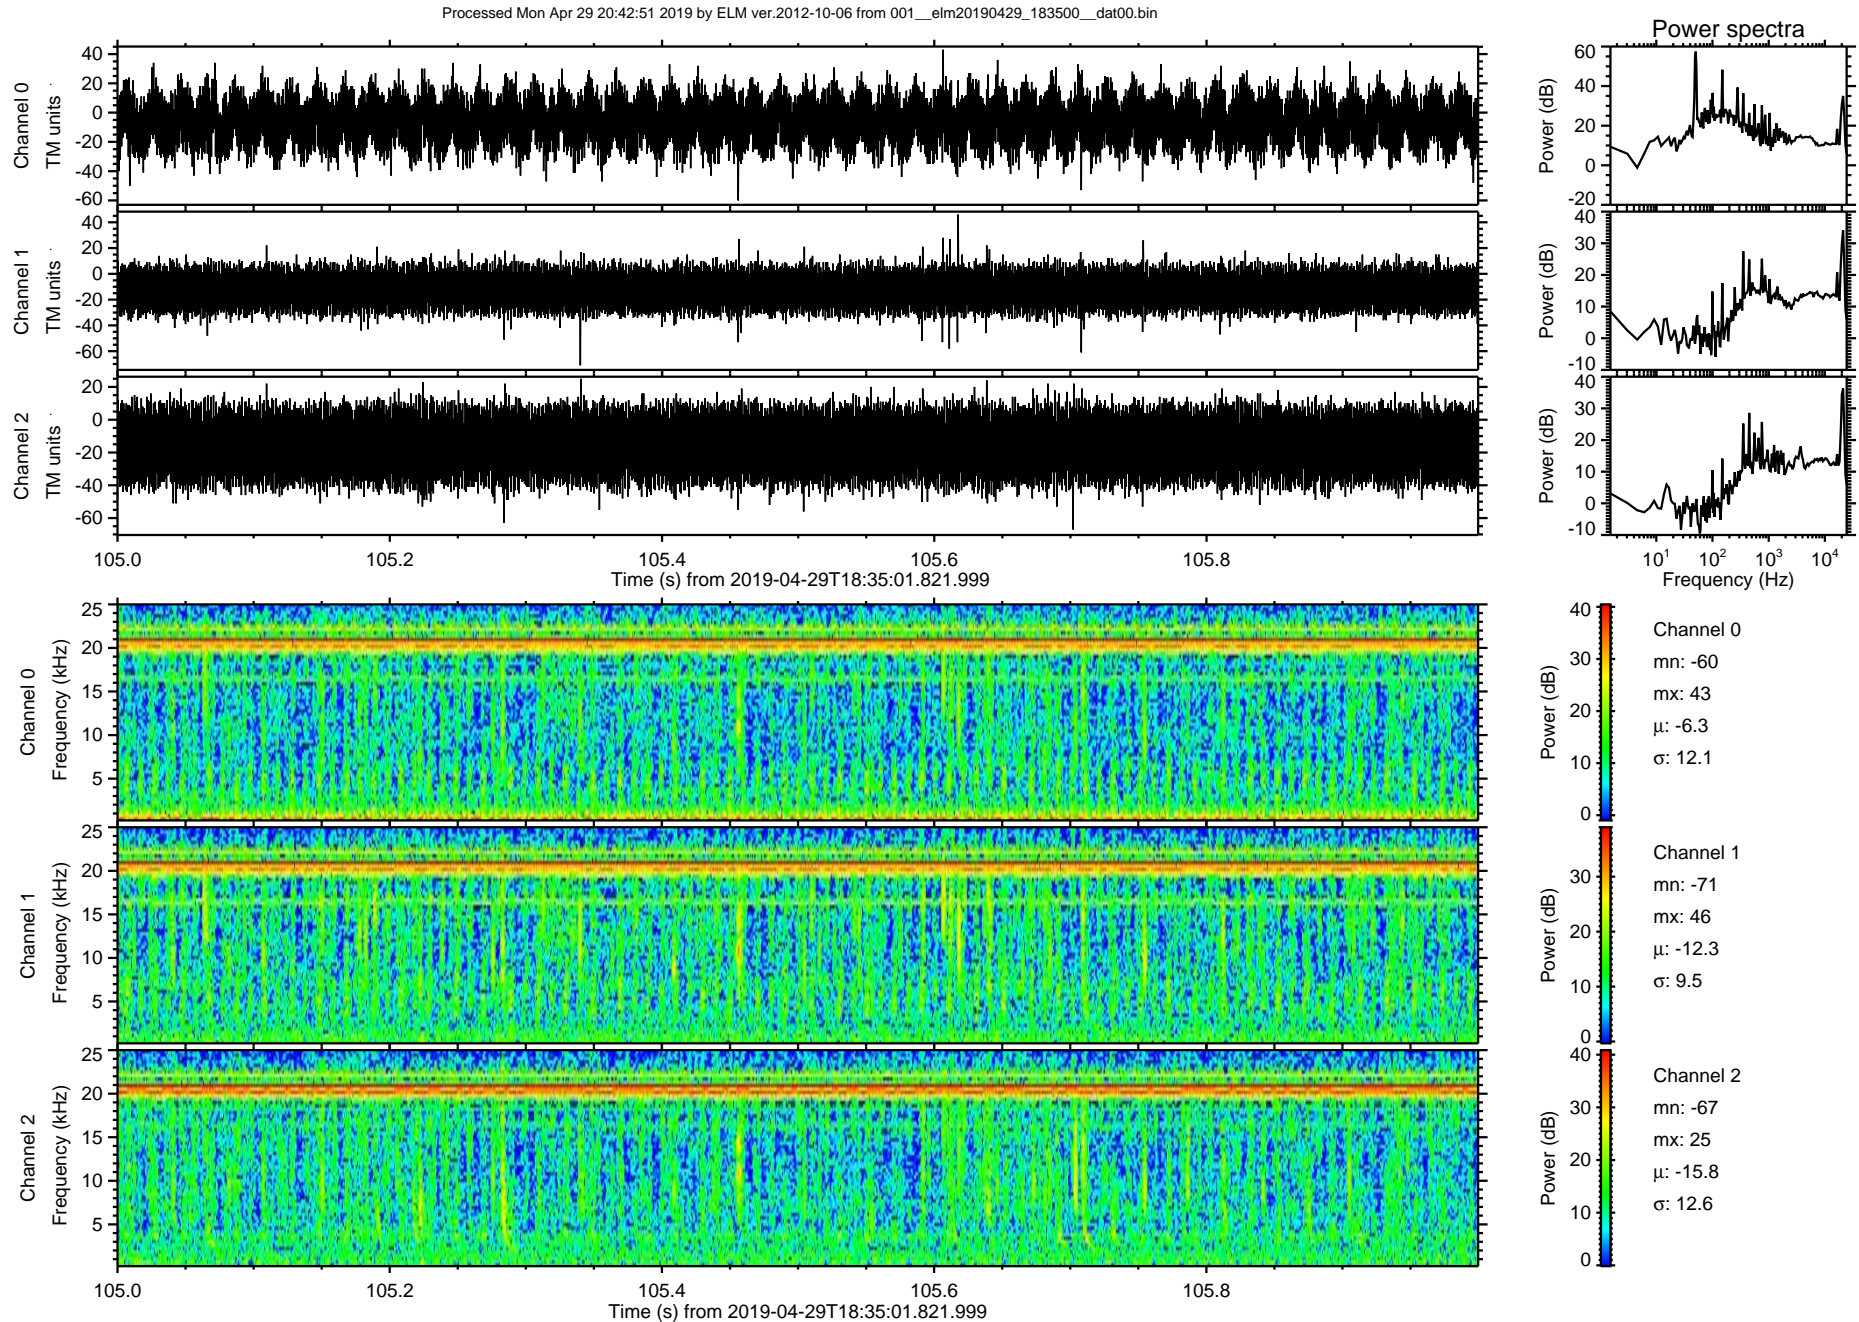 Processed Mon Apr 29 20:42:51 2019 by ELM ver.2012-10-06 from 001__elm20190429_183500__dat00.bin
Power spectra
Channel 0
TM units
40
20
0
-20
-40
-60
Power (dB)
60
40
20
0
-20
Channel 1
TM units
40
20
0
-20
-40
-60
Power (dB)
40
30
20
10
0
-10
Channel 2
TM units
20
0
-20
-40
-60
Power (dB)
40
30
20
10
0
-10
105.0 105.2 105.4 105.6 105.8
Time (s) from 2019-04-29T18:35:01.821.999
10¹ 10² 10³ 10⁴
Frequency (Hz)
Channel 0
Frequency (kHz)
25
20
15
10
5
Power (dB)
40
30
20
10
0
Channel 0
mn: -60
mx: 43
μ: -6.3
σ: 12.1
Channel 1
Frequency (kHz)
25
20
15
10
5
Power (dB)
30
20
10
0
Channel 1
mn: -71
mx: 46
μ: -12.3
σ: 9.5
Channel 2
Frequency (kHz)
25
20
15
10
5
Power (dB)
40
30
20
10
0
Channel 2
mn: -67
mx: 25
μ: -15.8
σ: 12.6
105.0 105.2 105.4 105.6 105.8
Time (s) from 2019-04-29T18:35:01.821.999